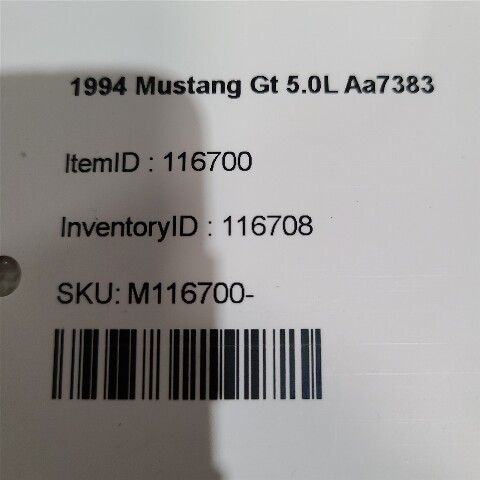 1994 Mustang Gt 5.0L Aa7383
ItemID : 116700
InventoryID : 116708
SKU: M116700-